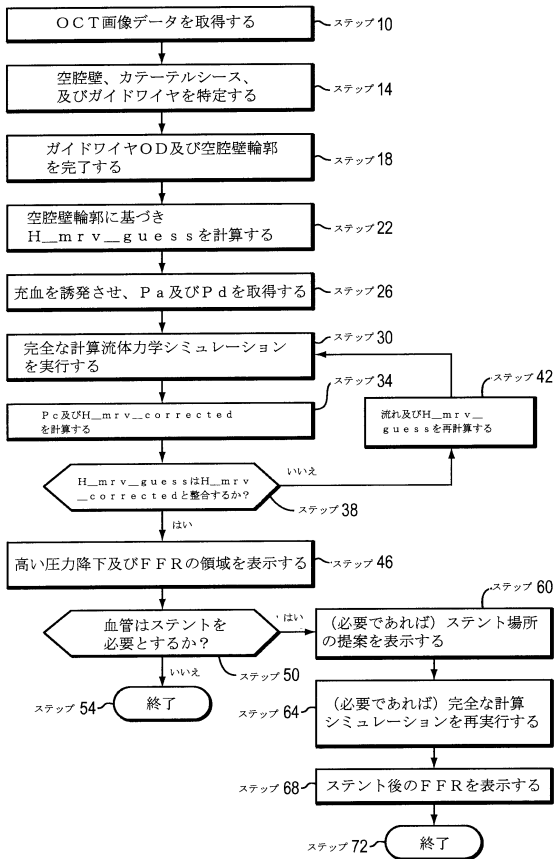 OCT画像データを取得する
ステップ10
空腔壁、カテーテルシース、
及びガイドワイヤを特定する
ステップ14
ガイドワイヤOD及び空腔壁輪郭
を完了する
ステップ18
空腔壁輪郭に基づき
H__mrv__guessを計算する
ステップ22
充血を誘発させ、Pa及びPdを取得する
ステップ26
ステップ30
完全な計算流体力学シミュレーション
を実行する
ステップ34
Pc及びH__mrv__corrected
を計算する
ステップ42
流れ及びH__mrv__
guessを再計算する
H__mrv__guessはH__mrv
__correctedと整合するか?
いいえ
ステップ38
はい
高い圧力降下及びFFRの領域を表示する
ステップ46
血管はステントを
必要とするか?
はい
ステップ50
いいえ
ステップ54
終了
ステップ60
(必要であれば)ステント場所
の提案を表示する
ステップ64
(必要であれば)完全な計算
シミュレーションを再実行する
ステップ68
ステント後のFFRを表示する
ステップ72
終了